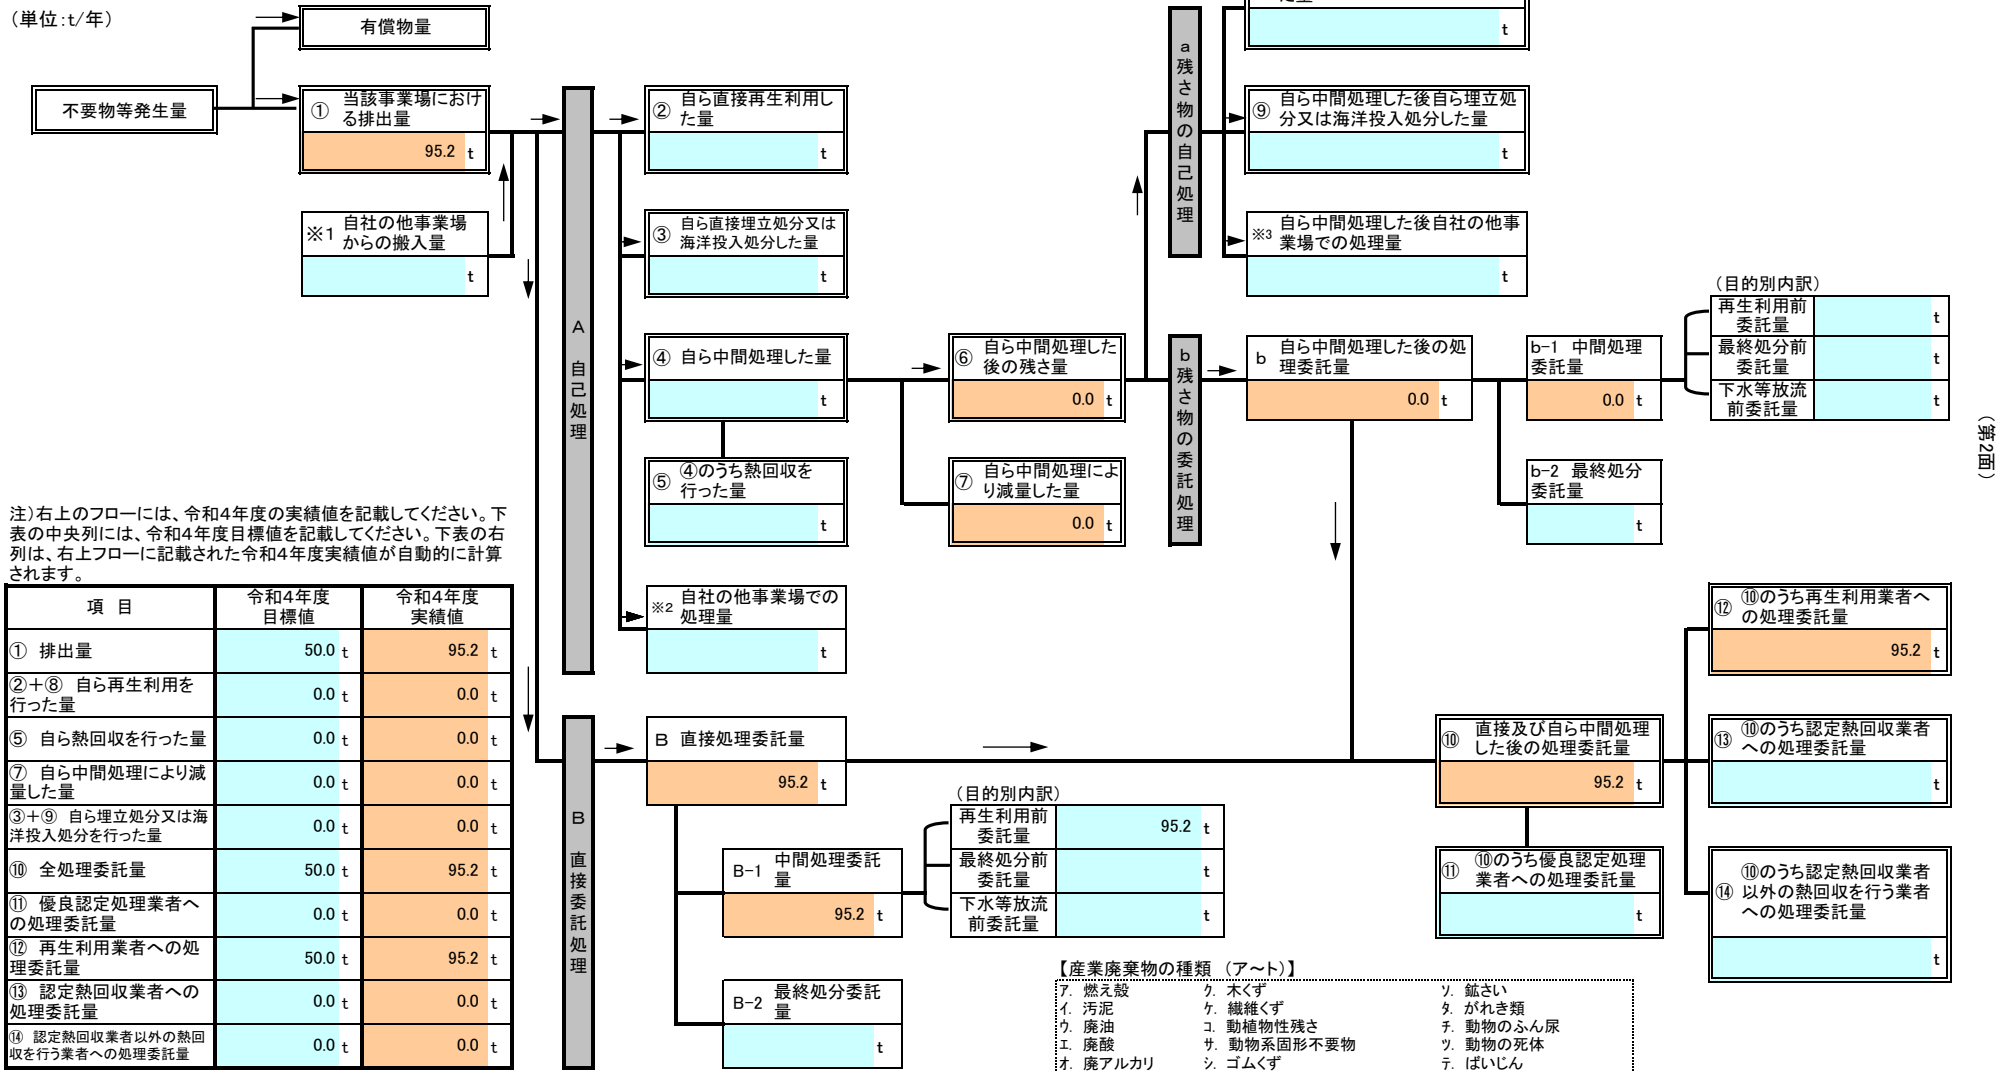 （単位：t/年）
有償物量
不要物等発生量
① 当該事業場におけ
る排出量
95.2 t
※1 自社の他事業場
からの搬入量
t
A 自己処理
② 自ら直接再生利用し
た量
t
③ 自ら直接埋立処分又は
海洋投入処分した量
t
④ 自ら中間処理した量
t
⑤ ④のうち熱回収を
行った量
t
※2 自社の他事業場での
処理量
t
⑥ 自ら中間処理した
後の残さ量
0.0 t
⑦ 自ら中間処理によ
り減量した量
0.0 t
a 残さ物の自己処理
t
⑨ 自ら中間処理した後自ら埋立処
分又は海洋投入処分した量
t
※3 自ら中間処理した後自社の他事
業場での処理量
t
b 残さ物の委託処理
b 自ら中間処理した後の処
理委託量
0.0 t
b-1 中間処理
委託量
0.0 t
（目的別内訳）
再生利用前
委託量
t
最終処分前
委託量
t
下水等放流
前委託量
t
b-2 最終処分
委託量
t
（第2面）
注）右上のフローには、令和4年度の実績値を記載してください。下
表の中央列には、令和4年度目標値を記載してください。下表の右
列は、右上フローに記載された令和4年度実績値が自動的に計算
されます。
項 目
令和4年度
目標値
令和4年度
実績値
① 排出量 50.0 t 95.2 t
②＋⑧ 自ら再生利用を
行った量 0.0 t 0.0 t
⑤ 自ら熱回収を行った量 0.0 t 0.0 t
⑦ 自ら中間処理により減
量した量 0.0 t 0.0 t
③＋⑨ 自ら埋立処分又は海
洋投入処分を行った量 0.0 t 0.0 t
⑩ 全処理委託量 50.0 t 95.2 t
⑪ 優良認定処理業者へ
の処理委託量 0.0 t 0.0 t
⑫ 再生利用業者への処
理委託量 50.0 t 95.2 t
⑬ 認定熱回収業者への
処理委託量 0.0 t 0.0 t
⑭ 認定熱回収業者以外の熱回
収を行う業者への処理委託量 0.0 t 0.0 t
B 直接委託処理
B 直接処理委託量
95.2 t
B-1 中間処理委託
量
95.2 t
（目的別内訳）
再生利用前
委託量
95.2 t
最終処分前
委託量
t
下水等放流
前委託量
t
B-2 最終処分委託
量
t
⑩ 直接及び自ら中間処理
した後の処理委託量
95.2 t
⑪ ⑩のうち優良認定処理
業者への処理委託量
t
⑫ ⑩のうち再生利用業者へ
の処理委託量
95.2 t
⑬ ⑩のうち認定熱回収業者
への処理委託量
t
⑭ ⑩のうち認定熱回収業者
以外の熱回収を行う業者
への処理委託量
t
【産業廃棄物の種類 （ア～ト）】
ｱ. 燃え殻 ｸ. 木くず ｿ. 鉱さい
ｲ. 汚泥 ｹ. 繊維くず ﾀ. がれき類
ｳ. 廃油 ｺ. 動植物性残さ ﾁ. 動物のふん尿
ｴ. 廃酸 ｻ. 動物系固形不要物 ﾂ. 動物の死体
ｵ. 廃アルカリ ｼ. ゴムくず ﾃ. ばいじん